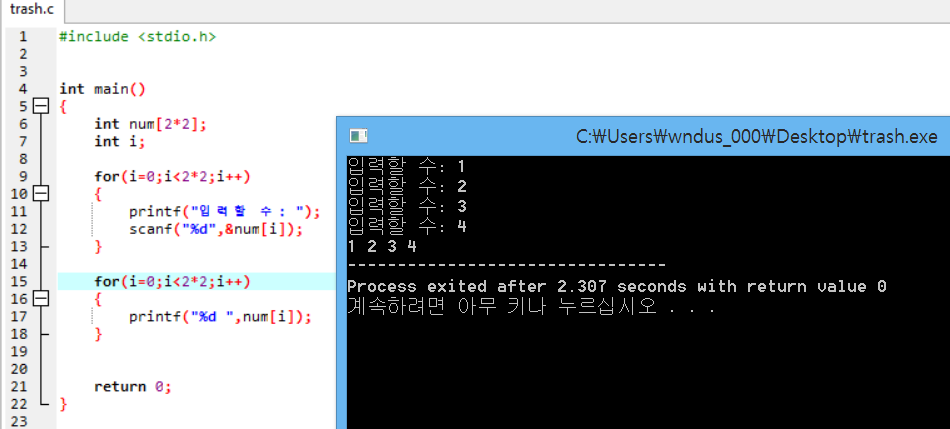 trash.c
1 #include <stdio.h>
2
3
4 int main()
5 {
6 int num[2*2];
7 int i;
8
9 for(i=0;i<2*2;i++)
10 {
11 printf("입력할 수: ");
12 scanf("%d",&num[i]);
13 }
14
15 for(i=0;i<2*2;i++)
16 {
17 printf("%d ",num[i]);
18 }
19
20
21 return 0;
22 }
23
C:₩Users₩wndus_000₩Desktop₩trash.exe
입력할 수: 1
입력할 수: 2
입력할 수: 3
입력할 수: 4
1 2 3 4
--------------------------------
Process exited after 2.307 seconds with return value 0
계속하려면 아무 키나 누르십시오 . . .